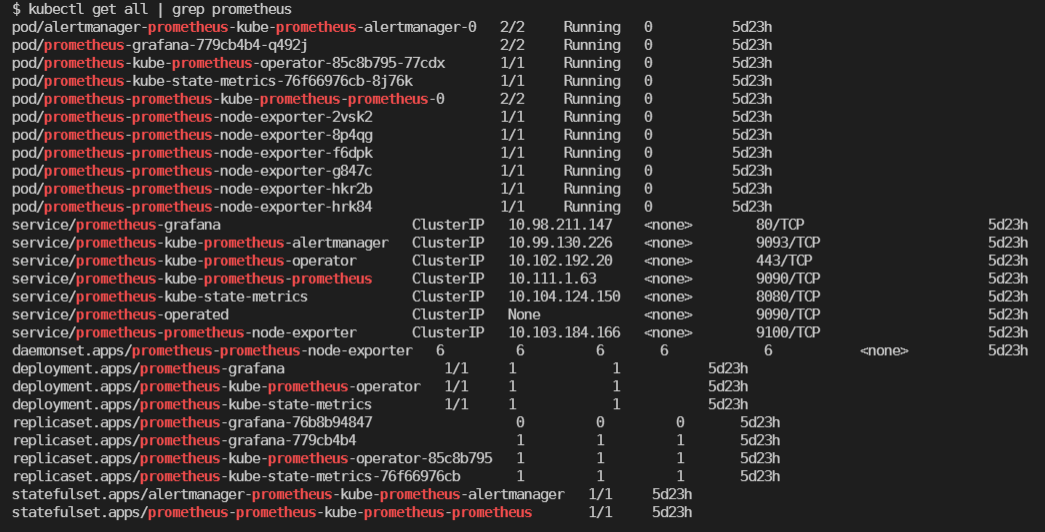 $ kubectl get all | grep prometheus
pod/alertmanager-prometheus-kube-prometheus-alertmanager-0 2/2 Running 0 5d23h
pod/prometheus-grafana-779cb4b4-q492j 2/2 Running 0 5d23h
pod/prometheus-kube-prometheus-operator-85c8b795-77cdx 1/1 Running 0 5d23h
pod/prometheus-kube-state-metrics-76f66976cb-8j76k 1/1 Running 0 5d23h
pod/prometheus-prometheus-kube-prometheus-prometheus-0 2/2 Running 0 5d23h
pod/prometheus-prometheus-node-exporter-2vsk2 1/1 Running 0 5d23h
pod/prometheus-prometheus-node-exporter-8p4qg 1/1 Running 0 5d23h
pod/prometheus-prometheus-node-exporter-f6dpk 1/1 Running 0 5d23h
pod/prometheus-prometheus-node-exporter-g847c 1/1 Running 0 5d23h
pod/prometheus-prometheus-node-exporter-hkr2b 1/1 Running 0 5d23h
pod/prometheus-prometheus-node-exporter-hrk84 1/1 Running 0 5d23h
service/prometheus-grafana ClusterIP 10.98.211.147 <none> 80/TCP 5d23h
service/prometheus-kube-prometheus-alertmanager ClusterIP 10.99.130.226 <none> 9093/TCP 5d23h
service/prometheus-kube-prometheus-operator ClusterIP 10.102.192.20 <none> 443/TCP 5d23h
service/prometheus-kube-prometheus-prometheus ClusterIP 10.111.1.63 <none> 9090/TCP 5d23h
service/prometheus-kube-state-metrics ClusterIP 10.104.124.150 <none> 8080/TCP 5d23h
service/prometheus-operated ClusterIP None <none> 9090/TCP 5d23h
service/prometheus-prometheus-node-exporter ClusterIP 10.103.184.166 <none> 9100/TCP 5d23h
daemonset.apps/prometheus-prometheus-node-exporter 6 6 6 6 6 <none> 5d23h
deployment.apps/prometheus-grafana 1/1 1 1 5d23h
deployment.apps/prometheus-kube-prometheus-operator 1/1 1 1 5d23h
deployment.apps/prometheus-kube-state-metrics 1/1 1 1 5d23h
replicaset.apps/prometheus-grafana-76b8b94847 0 0 0 5d23h
replicaset.apps/prometheus-grafana-779cb4b4 1 1 1 5d23h
replicaset.apps/prometheus-kube-prometheus-operator-85c8b795 1 1 1 5d23h
replicaset.apps/prometheus-kube-state-metrics-76f66976cb 1 1 1 5d23h
statefulset.apps/alertmanager-prometheus-kube-prometheus-alertmanager 1/1 5d23h
statefulset.apps/prometheus-prometheus-kube-prometheus-prometheus 1/1 5d23h